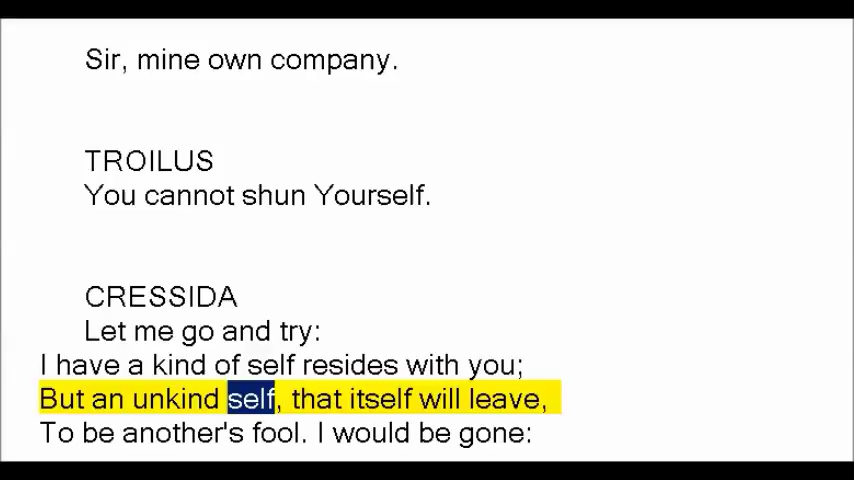 Sir, mine own company.
TROILUS
You cannot shun Yourself.
CRESSIDA
Let me go and try:
I have a kind of self resides with you;
But an unkind self, that itself will leave,
To be another's fool. I would be gone: